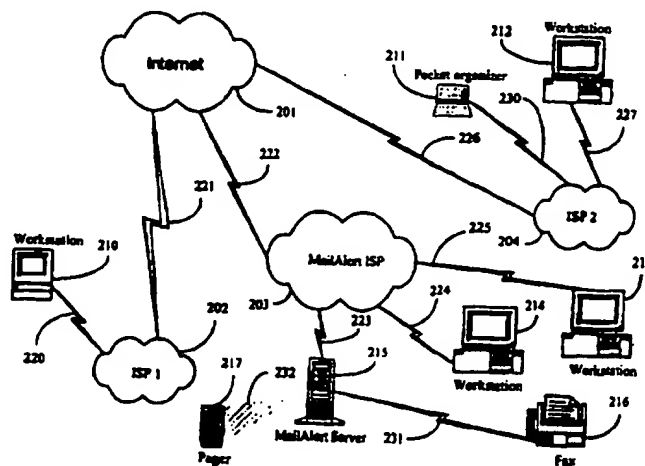 Workstation
212
Internet
211
Pocket organizer
230
201
227
226
222
221
ISP 2
225
204
Workstation
210
MailAlert ISP
21
202
203
224
214
220
223
ISP 1
215
217
232
Workstation
Workstation
216
MailAlert Server
231
Pager
Fax